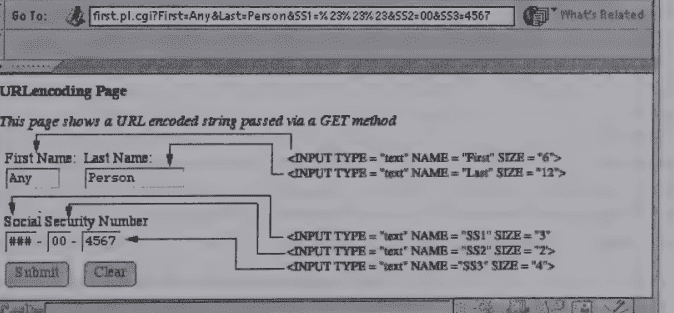 Go To: first.pl.cgi?First=Any&Last=Person&SS1=%23%23%23&SS2=00&SS3=4567 What's Related
URLencoding Page
This page shows a URL encoded string passed via a GET method
First Name: Last Name:
<INPUT TYPE = "text" NAME = "First" SIZE = "6">
Any Person
<INPUT TYPE = "text" NAME = "Last" SIZE = "12">
Social Security Number
<INPUT TYPE = "text" NAME = "SS1" SIZE = "3"
### - 00 - 4567
<INPUT TYPE = "text" NAME = "SS2" SIZE = "2'>
<INPUT TYPE = "text" NAME ="SS3" SIZE = "4">
Submit Clear